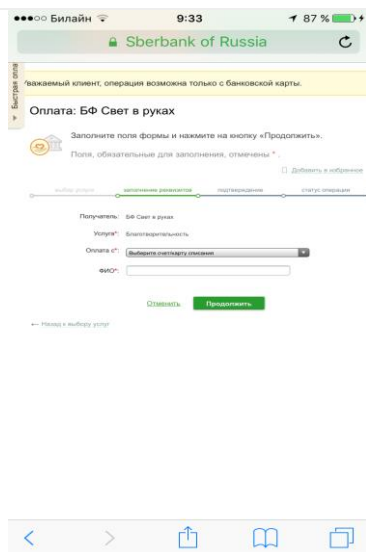 Билайн 9:33 87 %
Sberbank of Russia
Быстрая опла
Уважаемый клиент, операция возможна только с банковской карты.
Оплата: БФ Свет в руках
Заполните поля формы и нажмите на кнопку «Продолжить».
Поля, обязательные для заполнения, отмечены * .
Добавить в избранное
выбор услуги заполнение реквизитов подтверждение статус операции
Получатель: БФ Свет в руках
Услуга*: Благотворительность
Оплата с*: Выберите счет/карту списания
ФИО*:
Отменить Продолжить
← Назад к выбору услуг